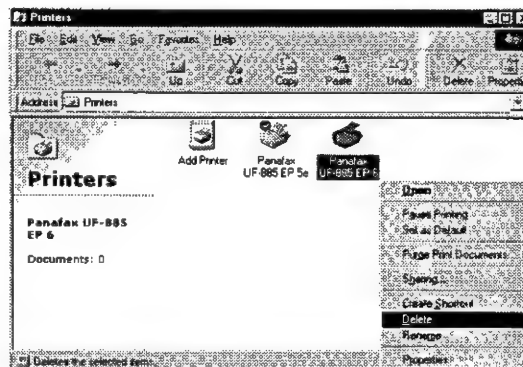 Printers
File Edit View Go Favorites Help
Up Cut Copy Paste Undo Delete Properti
Address Printers
Add Printer
Panafax
UF-885 EP 5e
Panafax
UF-885 EP 6
Printers
Panafax UF-885
EP 6
Documents: 0
Open
Pause Printing
Set as Default
Purge Print Documents
Sharing...
Create Shortcut
Delete
Rename
Properties
Deletes the selected items.